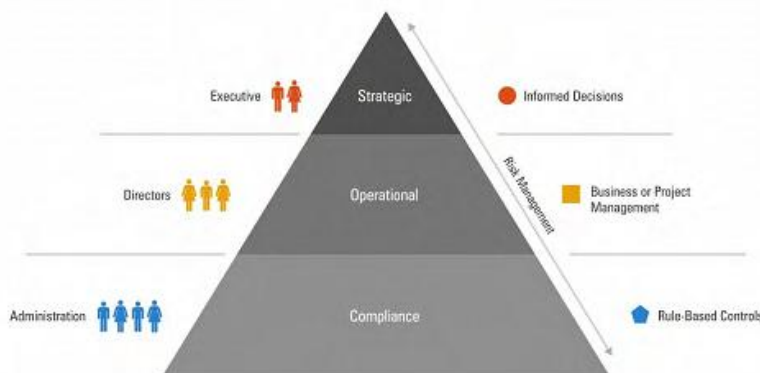 Executive
Strategic
Informed Decisions
Risk Management
Directors
Operational
Business or Project
Management
Administration
Compliance
Rule-Based Controls